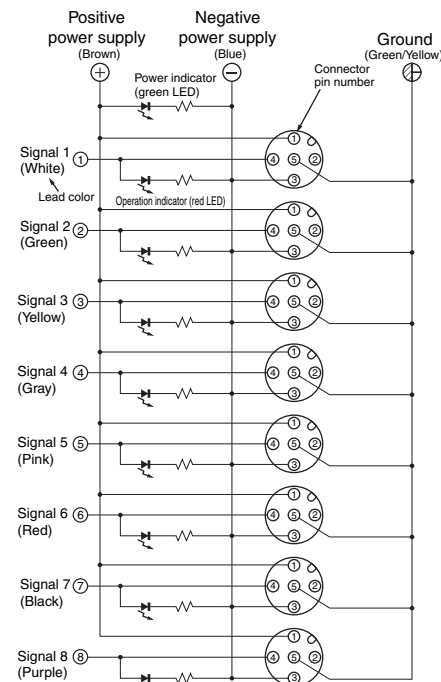 Positive
power supply
(Brown)
+
Negative
power supply
(Blue)
−
Ground
(Green/Yellow)
Power indicator
(green LED)
Connector
pin number
Signal 1 ①
(White)
Lead color
Operation indicator (red LED)
① ④ ⑤ ② ③
Signal 2 ②
(Green)
① ④ ⑤ ② ③
Signal 3 ③
(Yellow)
① ④ ⑤ ② ③
Signal 4 ④
(Gray)
① ④ ⑤ ② ③
Signal 5 ⑤
(Pink)
① ④ ⑤ ② ③
Signal 6 ⑥
(Red)
① ④ ⑤ ② ③
Signal 7 ⑦
(Black)
① ④ ⑤ ② ③
Signal 8 ⑧
(Purple)
① ④ ⑤ ② ③